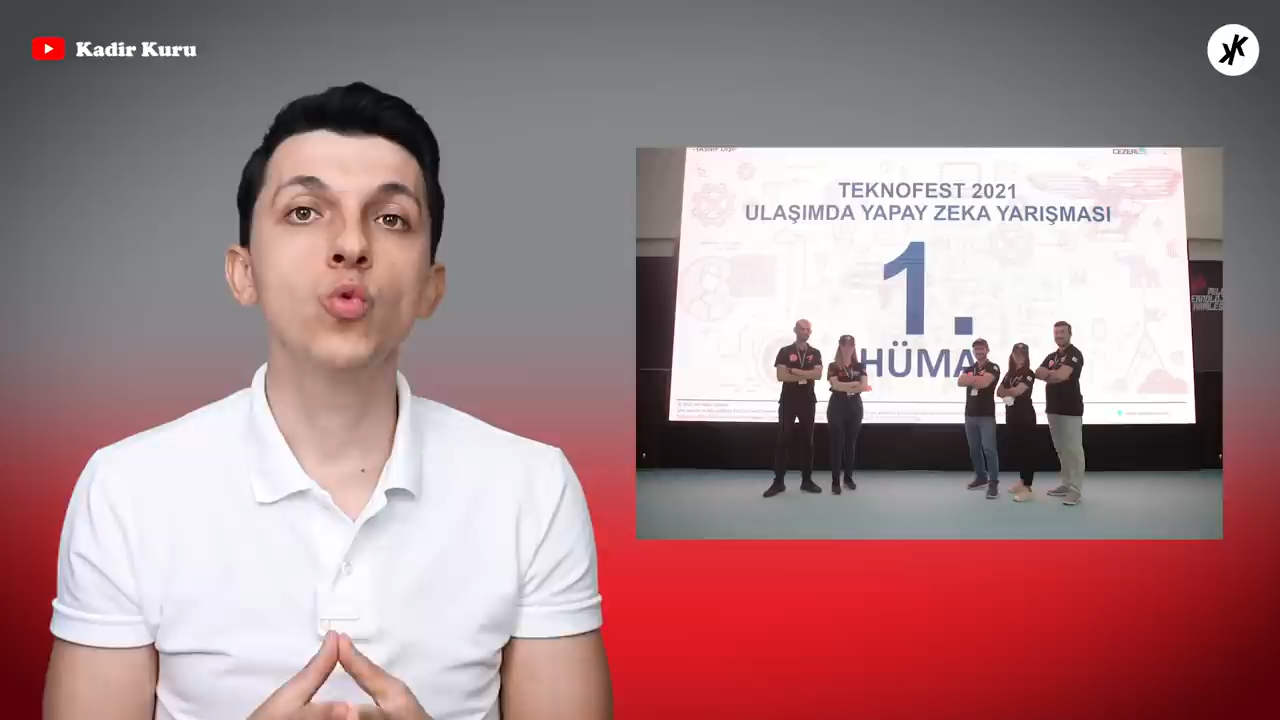 Kadir Kuru
TEKNOFEST 2021
ULAŞIMDA YAPAY ZEKA YARIŞMASI
1.
HÜMA